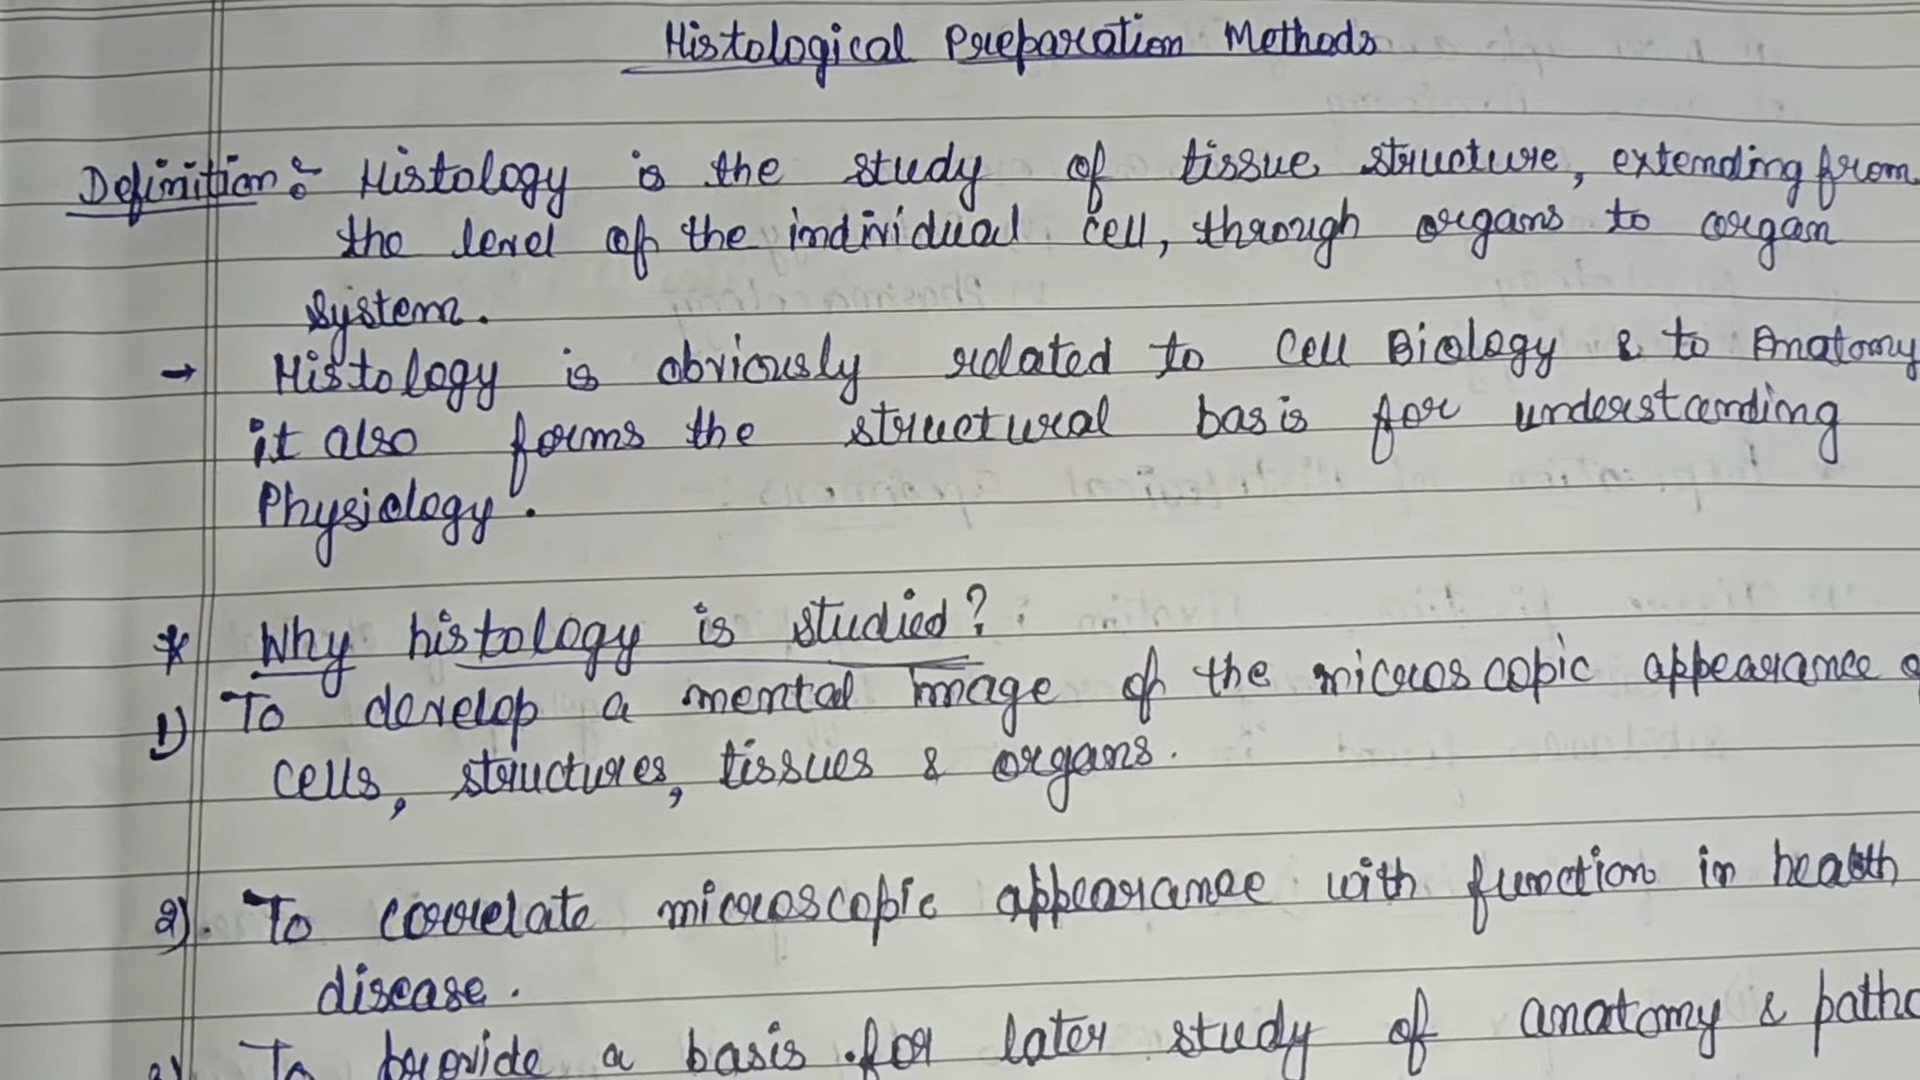 Histological Preparation Methods
Definition :- Histology is the study of tissue structure, extending from
the level of the individual cell, through organs to organ
system.
→ Histology is obviously related to Cell Biology & to Anatomy
it also forms the structural basis for understanding
Physiology.
* Why histology is studied?
1) To develop a mental image of the microscopic appearance
cells, structures, tissues & organs.
2). To correlate microscopic appearance with function in health
disease.
To provide a basis for later study of anatomy &